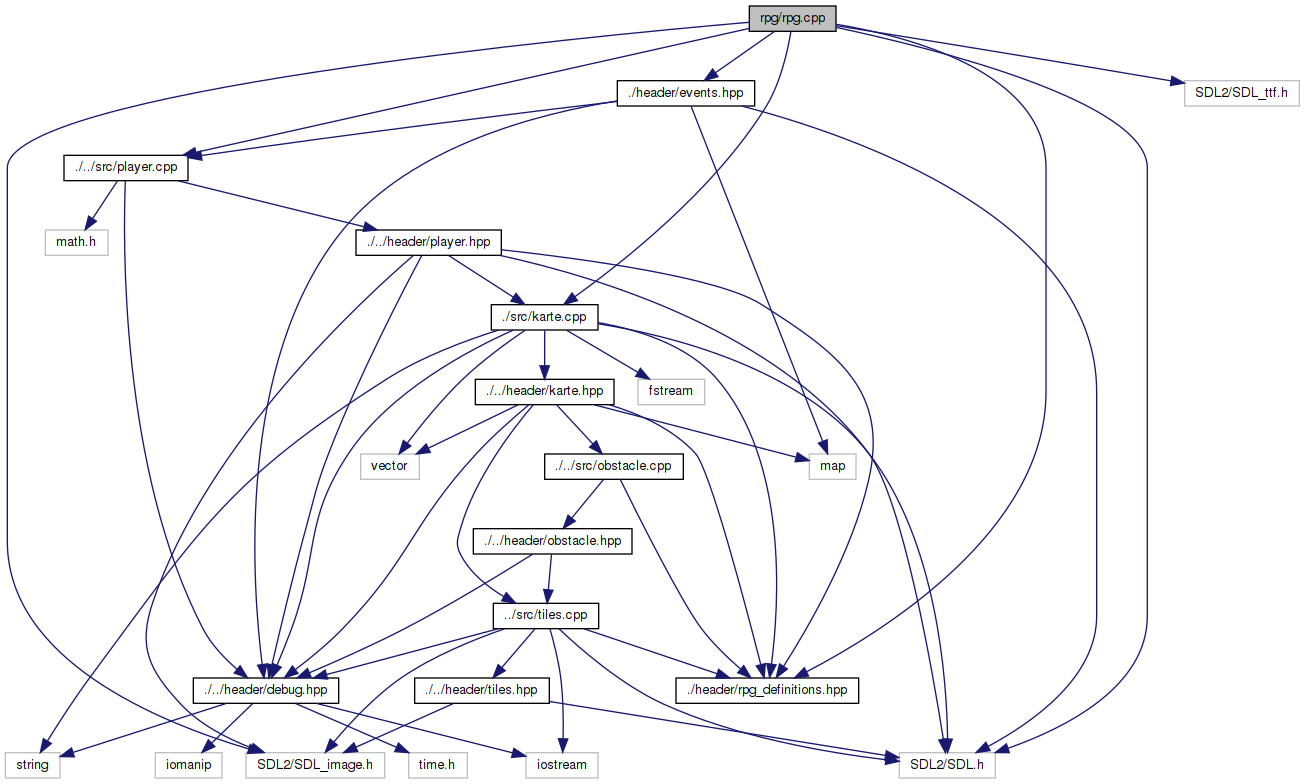 rpg/rpg.cpp
./header/events.hpp
SDL2/SDL_ttf.h
./../src/player.cpp
math.h
./../header/player.hpp
./src/karte.cpp
./../header/karte.hpp
fstream
vector
./../src/obstacle.cpp
map
./../header/obstacle.hpp
../src/tiles.cpp
./../header/debug.hpp
./../header/tiles.hpp
./header/rpg_definitions.hpp
string
iomanip
SDL2/SDL_image.h
time.h
iostream
SDL2/SDL.h